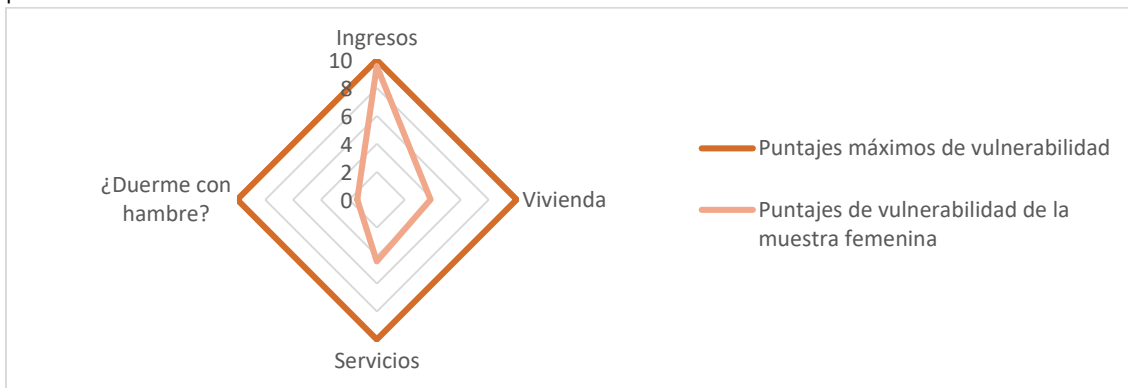 Ingresos
10
8
6
4
2
0
¿Duerme con
hambre?
Vivienda
Servicios
Puntajes máximos de vulnerabilidad
Puntajes de vulnerabilidad de la
muestra femenina